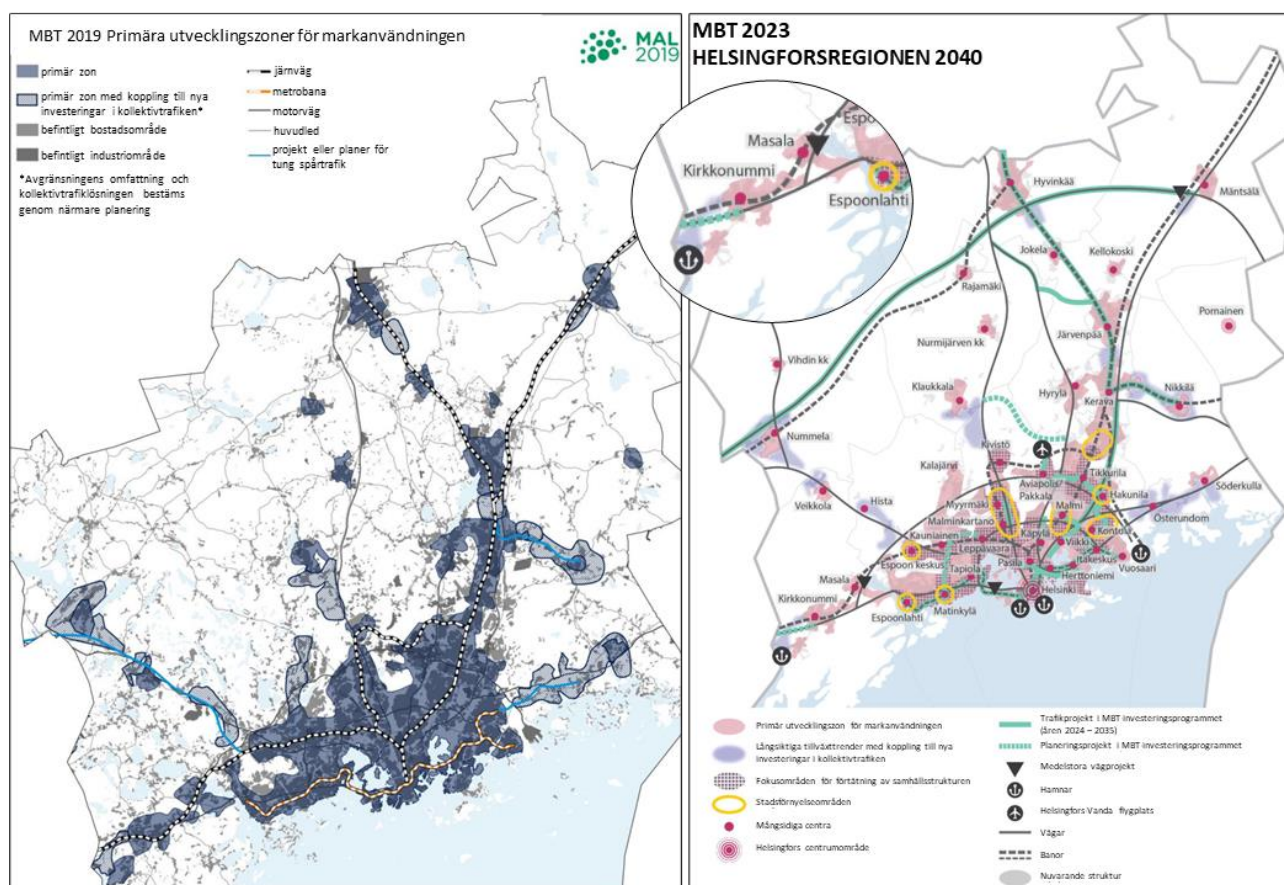 MBT 2019 Primära utvecklingszoner för markanvändningen
MAL
2019
primär zon
primär zon med koppling till nya
investeringar i kollektivtrafiken*
befintligt bostadsområde
befintligt industriområde
*Avgränsningens omfattning och
kollektivtrafiklösningen bestäms
genom närmare planering
järnväg
metrobana
motorväg
huvudled
projekt eller planer för
tung spårtrafik
MBT 2023
HELSINGFORSREGIONEN 2040
Espo
Masala
Kirkkonummi
Espoonlahti
Hyvinkää
Mäntsälä
Jokela
Kellokoski
Rajamäki
Pornainen
Järvenpää
Nurmijärven kk
Vihdin kk
Klaukkala
Hyrylä
Nikkilä
Kerava
Nummela
Kivistö
Kalajärvi
Tikkurila
Aviapolis
Pakkala
Hakunila
Söderkulla
Veikkola
Hista
Myyrmäki
Malmi
Östersundom
Malminkartano
Kontula
Kauniainen
Käpylä
Viikki
Leppävaara
Itäkeskus
Espoon keskus
Pasila
Vuosaari
Tapiola
Herttoniemi
Masala
Helsinki
Kirkkonummi
Matinkylä
Espoonlahti
Primär utvecklingszon för markanvändningen
Långsiktiga tillväxttrender med koppling till nya
investeringar i kollektivtrafiken
Fokusområden för förtätning av samhällsstrukturen
Stadsförnyelseområden
Mångsidiga centra
Helsingfors centrumområde
Trafikprojekt i MBT investeringsprogrammet
(åren 2024 – 2035)
Planeringsprojekt i MBT investeringsprogrammet
Medelstora vägprojekt
Hamnar
Helsingfors-Vanda flygplats
Vägar
Banor
Nuvarande struktur